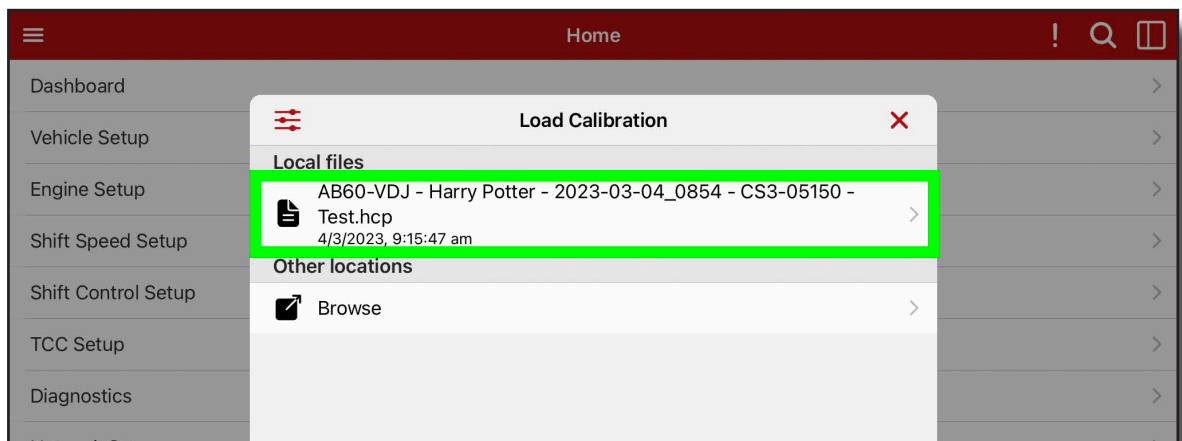 Home
!
Dashboard
Vehicle Setup
Engine Setup
Shift Speed Setup
Shift Control Setup
TCC Setup
Diagnostics
Load Calibration
Local files
AB60-VDJ - Harry Potter - 2023-03-04_0854 - CS3-05150 -
Test.hcp
4/3/2023, 9:15:47 am
Other locations
Browse